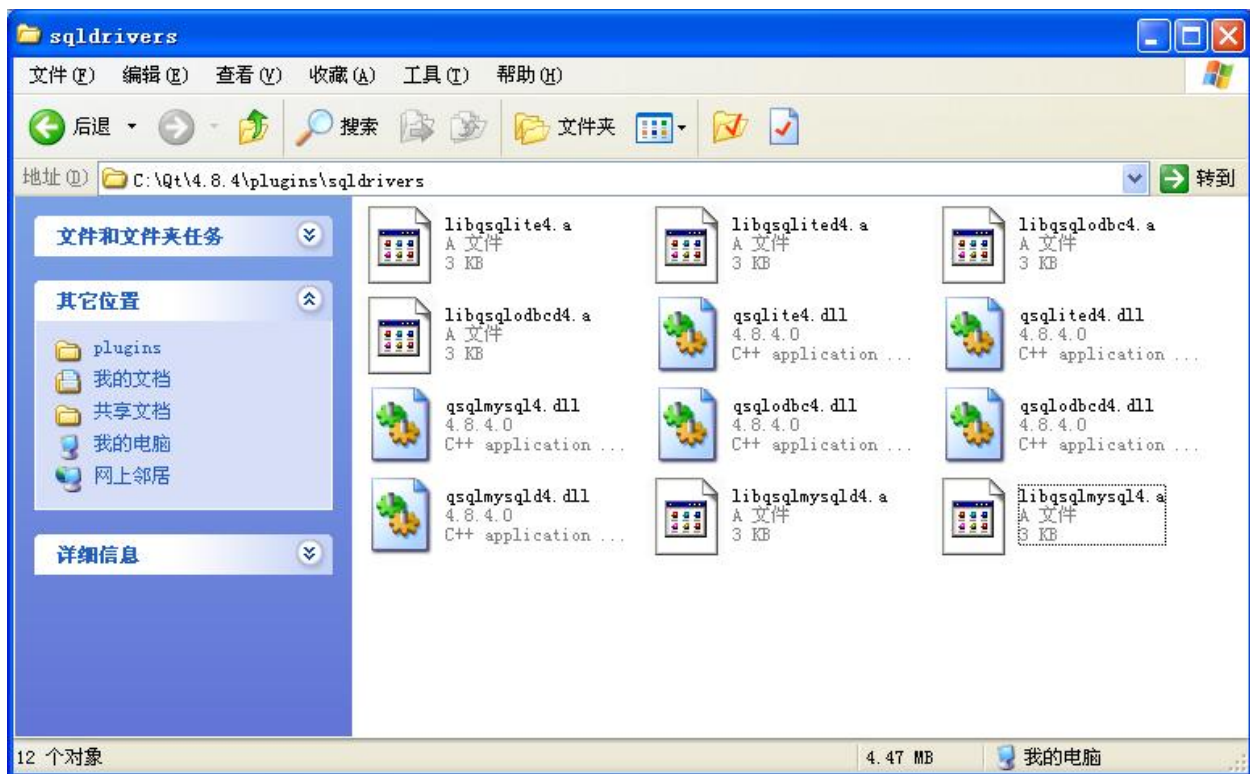 sqldrivers
文件(F) 编辑(E) 查看(V) 收藏(A) 工具(T) 帮助(H)
后退 搜索 文件夹
地址(D) C:\Qt\4.8.4\plugins\sqldrivers 转到
文件和文件夹任务
其它位置
plugins
我的文档
共享文档
我的电脑
网上邻居
详细信息
libqsqlite4.a
A 文件
3 KB
libqsqlited4.a
A 文件
3 KB
libqsqlodbc4.a
A 文件
3 KB
libqsqlodbcd4.a
A 文件
3 KB
qsqlite4.dll
4.8.4.0
C++ application ...
qsqlited4.dll
4.8.4.0
C++ application ...
qsqlmysql4.dll
4.8.4.0
C++ application ...
qsqlodbc4.dll
4.8.4.0
C++ application ...
qsqlodbcd4.dll
4.8.4.0
C++ application ...
qsqlmysqld4.dll
4.8.4.0
C++ application ...
libqsqlmysqld4.a
A 文件
3 KB
libqsqlmysql4.a
A 文件
3 KB
12 个对象 4.47 MB 我的电脑